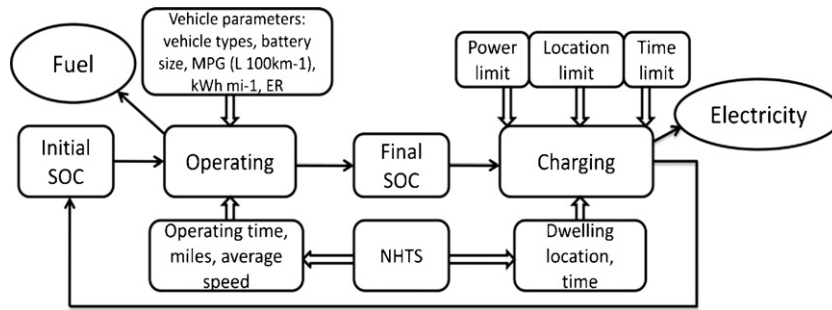 Fuel
Vehicle parameters:
vehicle types, battery
size, MPG (L 100km-1),
kWh mi-1, ER
Power
limit
Location
limit
Time
limit
Electricity
Initial
SOC
Operating
Final
SOC
Charging
Operating time,
miles, average
speed
NHTS
Dwelling
location,
time